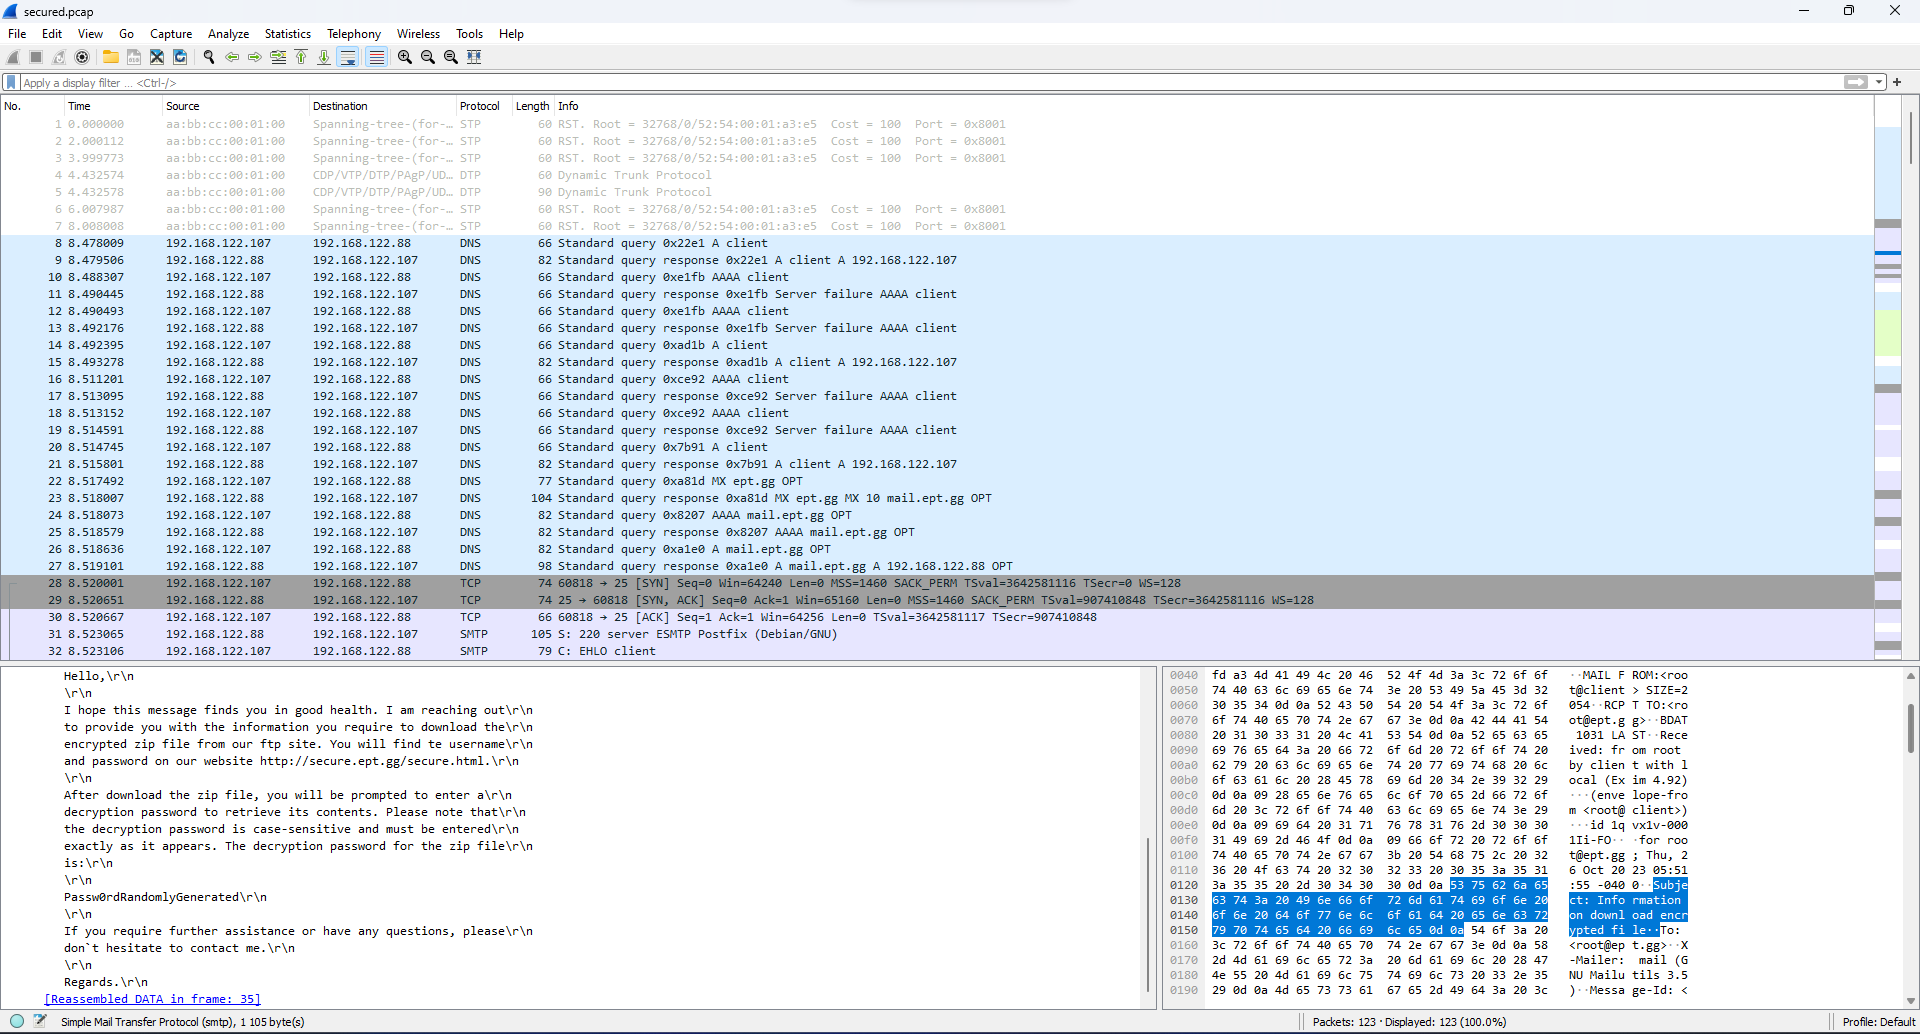 secured.pcap
File Edit View Go Capture Analyze Statistics Telephony Wireless Tools Help
Apply a display filter ... <Ctrl-/>
No. Time Source Destination Protocol Length Info
1 0.000000 aa:bb:cc:00:01:00 Spanning-tree-(for-… STP 60 RST. Root = 32768/0/52:54:00:01:a3:e5 Cost = 100 Port = 0x8001
2 2.000112 aa:bb:cc:00:01:00 Spanning-tree-(for-… STP 60 RST. Root = 32768/0/52:54:00:01:a3:e5 Cost = 100 Port = 0x8001
3 3.999773 aa:bb:cc:00:01:00 Spanning-tree-(for-… STP 60 RST. Root = 32768/0/52:54:00:01:a3:e5 Cost = 100 Port = 0x8001
4 4.432574 aa:bb:cc:00:01:00 CDP/VTP/DTP/PAgP/UD… DTP 60 Dynamic Trunk Protocol
5 4.432578 aa:bb:cc:00:01:00 CDP/VTP/DTP/PAgP/UD… DTP 90 Dynamic Trunk Protocol
6 6.007987 aa:bb:cc:00:01:00 Spanning-tree-(for-… STP 60 RST. Root = 32768/0/52:54:00:01:a3:e5 Cost = 100 Port = 0x8001
7 8.008008 aa:bb:cc:00:01:00 Spanning-tree-(for-… STP 60 RST. Root = 32768/0/52:54:00:01:a3:e5 Cost = 100 Port = 0x8001
8 8.478009 192.168.122.107 192.168.122.88 DNS 66 Standard query 0x22e1 A client
9 8.479506 192.168.122.88 192.168.122.107 DNS 82 Standard query response 0x22e1 A client A 192.168.122.107
10 8.488307 192.168.122.107 192.168.122.88 DNS 66 Standard query 0xe1fb AAAA client
11 8.490445 192.168.122.88 192.168.122.107 DNS 66 Standard query response 0xe1fb Server failure AAAA client
12 8.490493 192.168.122.107 192.168.122.88 DNS 66 Standard query 0xe1fb AAAA client
13 8.492176 192.168.122.88 192.168.122.107 DNS 66 Standard query response 0xe1fb Server failure AAAA client
14 8.492395 192.168.122.107 192.168.122.88 DNS 66 Standard query 0xad1b A client
15 8.493278 192.168.122.88 192.168.122.107 DNS 82 Standard query response 0xad1b A client A 192.168.122.107
16 8.511201 192.168.122.107 192.168.122.88 DNS 66 Standard query 0xce92 AAAA client
17 8.513095 192.168.122.88 192.168.122.107 DNS 66 Standard query response 0xce92 Server failure AAAA client
18 8.513152 192.168.122.107 192.168.122.88 DNS 66 Standard query 0xce92 AAAA client
19 8.514591 192.168.122.88 192.168.122.107 DNS 66 Standard query response 0xce92 Server failure AAAA client
20 8.514745 192.168.122.107 192.168.122.88 DNS 66 Standard query 0x7b91 A client
21 8.515801 192.168.122.88 192.168.122.107 DNS 82 Standard query response 0x7b91 A client A 192.168.122.107
22 8.517492 192.168.122.107 192.168.122.88 DNS 77 Standard query 0xa81d MX ept.gg OPT
23 8.518007 192.168.122.88 192.168.122.107 DNS 104 Standard query response 0xa81d MX ept.gg MX 10 mail.ept.gg OPT
24 8.518073 192.168.122.107 192.168.122.88 DNS 82 Standard query 0x8207 AAAA mail.ept.gg OPT
25 8.518579 192.168.122.88 192.168.122.107 DNS 82 Standard query response 0x8207 AAAA mail.ept.gg OPT
26 8.518636 192.168.122.107 192.168.122.88 DNS 82 Standard query 0xa1e0 A mail.ept.gg OPT
27 8.519101 192.168.122.88 192.168.122.107 DNS 98 Standard query response 0xa1e0 A mail.ept.gg A 192.168.122.88 OPT
28 8.520001 192.168.122.107 192.168.122.88 TCP 74 60818 → 25 [SYN] Seq=0 Win=64240 Len=0 MSS=1460 SACK_PERM TSval=3642581116 TSecr=0 WS=128
29 8.520651 192.168.122.88 192.168.122.107 TCP 74 25 → 60818 [SYN, ACK] Seq=0 Ack=1 Win=65160 Len=0 MSS=1460 SACK_PERM TSval=907410848 TSecr=3642581116 WS=128
30 8.520667 192.168.122.107 192.168.122.88 TCP 66 60818 → 25 [ACK] Seq=1 Ack=1 Win=64256 Len=0 TSval=3642581117 TSecr=907410848
31 8.523065 192.168.122.88 192.168.122.107 SMTP 105 S: 220 server ESMTP Postfix (Debian/GNU)
32 8.523106 192.168.122.107 192.168.122.88 SMTP 79 C: EHLO client
Hello,\r\n
\r\n
I hope this message finds you in good health. I am reaching out\r\n
to provide you with the information you require to download the\r\n
encrypted zip file from our ftp site. You will find te username\r\n
and password on our website http://secure.ept.gg/secure.html.\r\n
\r\n
After download the zip file, you will be prompted to enter a\r\n
decryption password to retrieve its contents. Please note that\r\n
the decryption password is case-sensitive and must be entered\r\n
exactly as it appears. The decryption password for the zip file\r\n
is:\r\n
\r\n
Passw0rdRandomlyGenerated\r\n
\r\n
If you require further assistance or have any questions, please\r\n
don`t hesitate to contact me.\r\n
\r\n
Regards.\r\n
[Reassembled DATA in frame: 35]
0040 fd a3 4d 41 49 4c 20 46 52 4f 4d 3a 3c 72 6f 6f ··MAIL F ROM:<roo
0050 74 40 63 6c 69 65 6e 74 3e 20 53 49 5a 45 3d 32 t@client > SIZE=2
0060 30 35 34 0d 0a 52 43 50 54 20 54 4f 3a 3c 72 6f 054··RCP T TO:<ro
0070 6f 74 40 65 70 74 2e 67 67 3e 0d 0a 42 44 41 54 ot@ept.g g>··BDAT
0080 20 31 30 33 31 20 4c 41 53 54 0d 0a 52 65 63 65 1031 LA ST··Rece
0090 69 76 65 64 3a 20 66 72 6f 6d 20 72 6f 6f 74 20 ived: fr om root
00a0 62 79 20 63 6c 69 65 6e 74 20 77 69 74 68 20 6c by clien t with l
00b0 6f 63 61 6c 20 28 45 78 69 6d 20 34 2e 39 32 29 ocal (Ex im 4.92)
00c0 0d 0a 09 28 65 6e 76 65 6c 6f 70 65 2d 66 72 6f ···(enve lope-fro
00d0 6d 20 3c 72 6f 6f 74 40 63 6c 69 65 6e 74 3e 29 m <root@ client>)
00e0 0d 0a 09 69 64 20 31 71 76 78 31 76 2d 30 30 30 ···id 1q vx1v-000
00f0 31 49 69 2d 46 4f 0d 0a 09 66 6f 72 20 72 6f 6f 1Ii-FO·· ·for roo
0100 74 40 65 70 74 2e 67 67 3b 20 54 68 75 2c 20 32 t@ept.gg ; Thu, 2
0110 36 20 4f 63 74 20 32 30 32 33 20 30 35 3a 35 31 6 Oct 20 23 05:51
0120 3a 35 35 20 2d 30 34 30 30 0d 0a 53 75 62 6a 65 :55 -040 0··Subje
0130 63 74 3a 20 49 6e 66 6f 72 6d 61 74 69 6f 6e 20 ct: Info rmation
0140 6f 6e 20 64 6f 77 6e 6c 6f 61 64 20 65 6e 63 72 on downl oad encr
0150 79 70 74 65 64 20 66 69 6c 65 0d 0a 54 6f 3a 20 ypted fi le··To:
0160 3c 72 6f 6f 74 40 65 70 74 2e 67 67 3e 0d 0a 58 <root@ep t.gg>··X
0170 2d 4d 61 69 6c 65 72 3a 20 6d 61 69 6c 20 28 47 -Mailer: mail (G
0180 4e 55 20 4d 61 69 6c 75 74 69 6c 73 20 33 2e 35 NU Mailu tils 3.5
0190 29 0d 0a 4d 65 73 73 61 67 65 2d 49 64 3a 20 3c )··Messa ge-Id: <
Simple Mail Transfer Protocol (smtp), 1 105 byte(s)
Packets: 123 · Displayed: 123 (100.0%)
Profile: Default